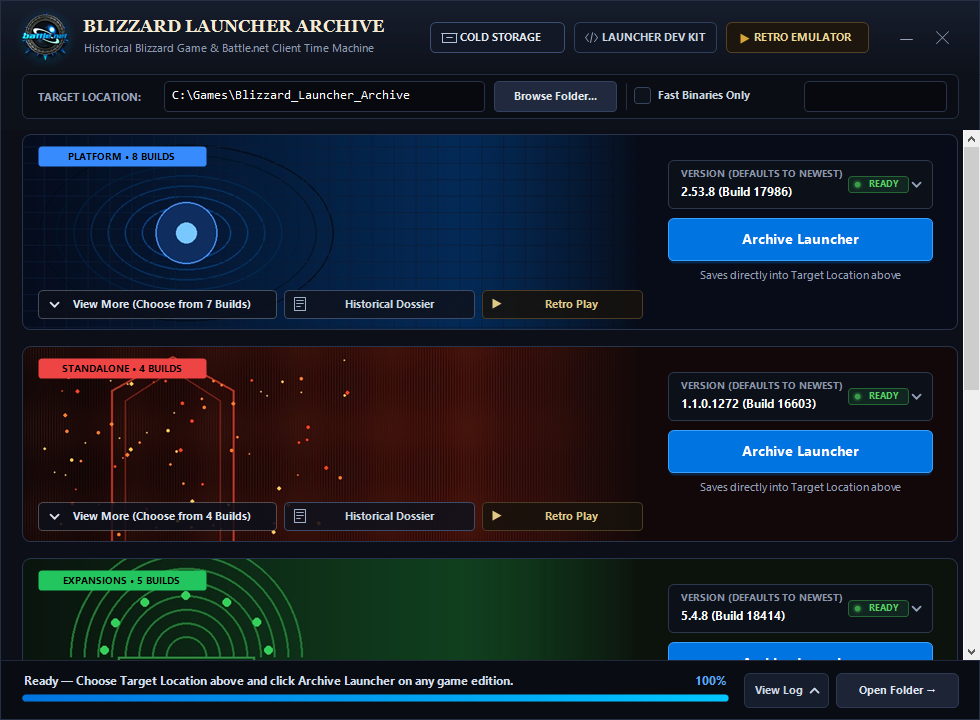 battle.net
BLIZZARD LAUNCHER ARCHIVE
Historical Blizzard Game & Battle.net Client Time Machine
COLD STORAGE
</> LAUNCHER DEV KIT
▶ RETRO EMULATOR
TARGET LOCATION:
C:\Games\Blizzard_Launcher_Archive
Browse Folder...
Fast Binaries Only
PLATFORM • 8 BUILDS
VERSION (DEFAULTS TO NEWEST)
2.53.8 (Build 17986)
READY
Archive Launcher
Saves directly into Target Location above
View More (Choose from 7 Builds)
Historical Dossier
Retro Play
STANDALONE • 4 BUILDS
VERSION (DEFAULTS TO NEWEST)
1.1.0.1272 (Build 16603)
READY
Archive Launcher
Saves directly into Target Location above
View More (Choose from 4 Builds)
Historical Dossier
Retro Play
EXPANSIONS • 5 BUILDS
VERSION (DEFAULTS TO NEWEST)
5.4.8 (Build 18414)
READY
Ready — Choose Target Location above and click Archive Launcher on any game edition.
100%
View Log
Open Folder →